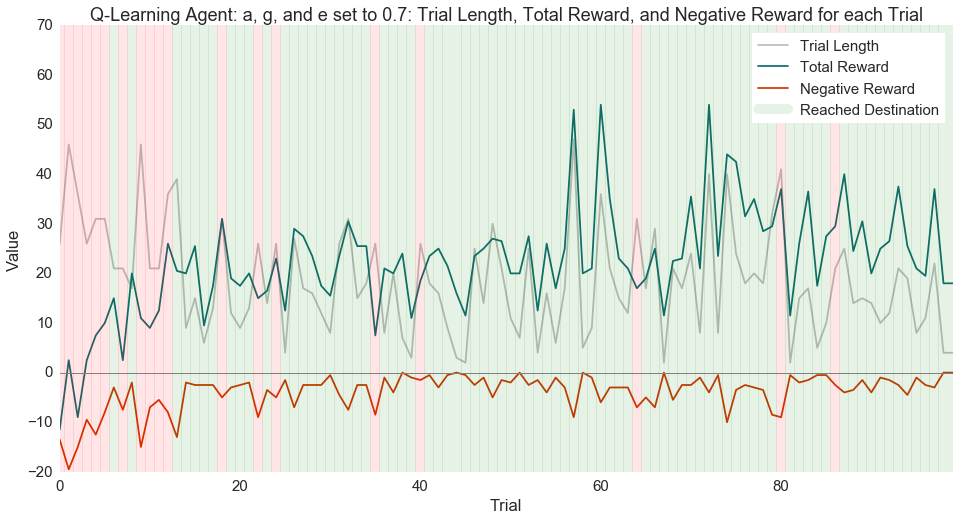 Q-Learning Agent: a, g, and e set to 0.7: Trial Length, Total Reward, and Negative Reward for each Trial
70
60
50
40
30
20
10
0
−10
−20
Value
Trial Length
Total Reward
Negative Reward
Reached Destination
0 20 40 60 80
Trial